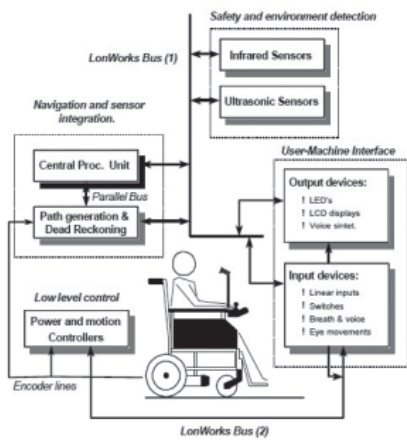 Safety and environment detection
LonWorks Bus (1)
Infrared Sensors
Ultrasonic Sensors
Navigation and sensor
integration.
Central Proc. Unit
Parallel Bus
Path generation &
Dead Reckoning
User-Machine Interface
Output devices:
! LED's
! LCD displays
! Voice sintet.
Input devices:
! Linear inputs
! Switches
! Breath & voice
! Eye movements
Low level control
Power and motion
Controllers
Encoder lines
LonWorks Bus (2)